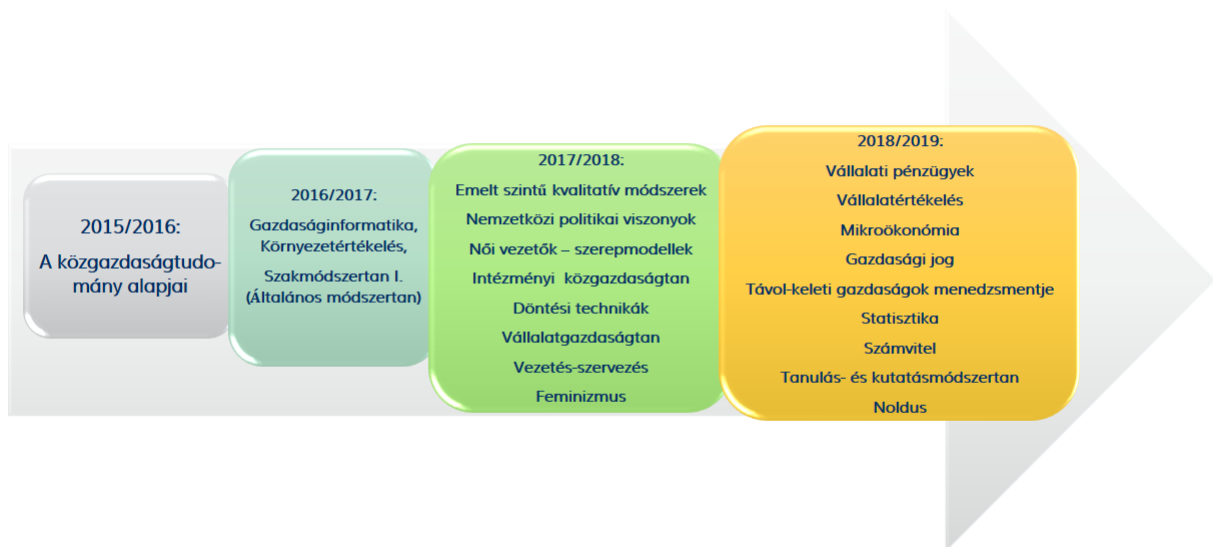 2015/2016:
A közgazdaságtudo-
mány alapjai
2016/2017:
Gazdaságinformatika,
Környezetértékelés,
Szakmódszertan I.
(Általános módszertan)
2017/2018:
Emelt szintű kvalitatív módszerek
Nemzetközi politikai viszonyok
Női vezetők – szerepmodellek
Intézményi közgazdaságtan
Döntési technikák
Vállalatgazdaságtan
Vezetés-szervezés
Feminizmus
2018/2019:
Vállalati pénzügyek
Vállalatértékelés
Mikroökonómia
Gazdasági jog
Távol-keleti gazdaságok menedzsmentje
Statisztika
Számvitel
Tanulás- és kutatásmódszertan
Noldus